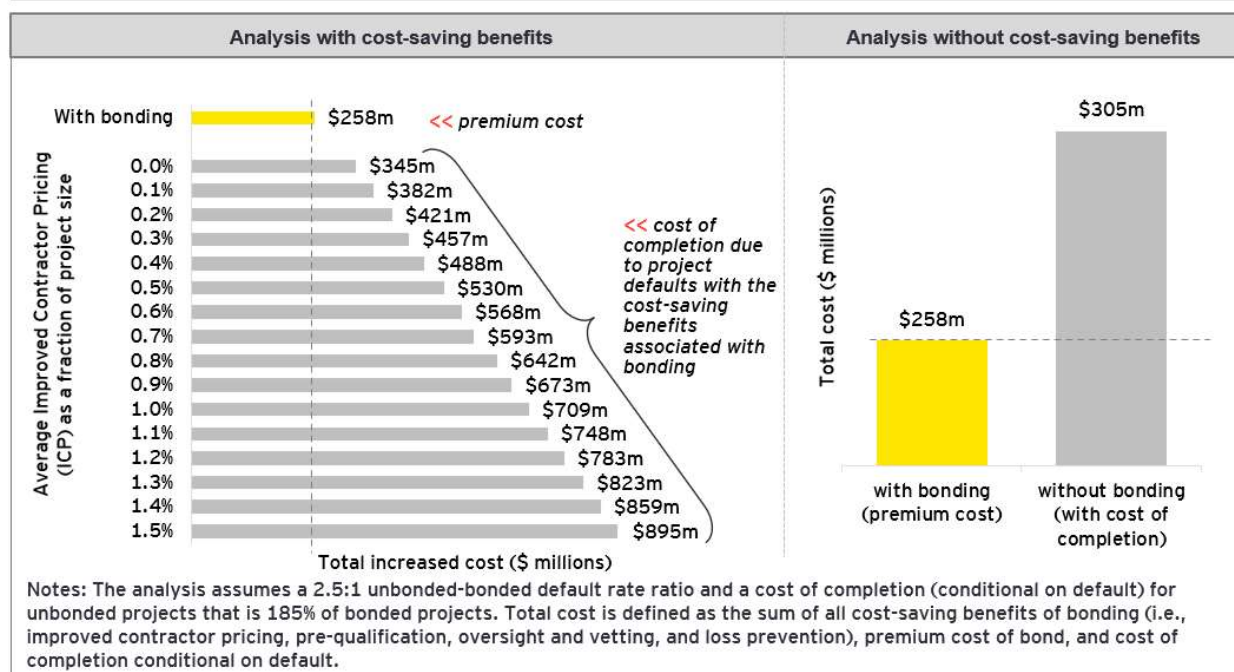 Analysis with cost-saving benefits
Analysis without cost-saving benefits
Average Improved Contractor Pricing
(ICP) as a fraction of project size
With bonding $258m << premium cost
0.0% $345m
0.1% $382m
0.2% $421m
0.3% $457m
0.4% $488m
0.5% $530m
0.6% $568m
0.7% $593m
0.8% $642m
0.9% $673m
1.0% $709m
1.1% $748m
1.2% $783m
1.3% $823m
1.4% $859m
1.5% $895m
<< cost of
completion due
to project
defaults with the
cost-saving
benefits
associated with
bonding
Total increased cost ($ millions)
Total cost ($ millions)
$258m
$305m
with bonding
(premium cost)
without bonding
(with cost of
completion)
Notes: The analysis assumes a 2.5:1 unbonded-bonded default rate ratio and a cost of completion (conditional on default) for
unbonded projects that is 185% of bonded projects. Total cost is defined as the sum of all cost-saving benefits of bonding (i.e.,
improved contractor pricing, pre-qualification, oversight and vetting, and loss prevention), premium cost of bond, and cost of
completion conditional on default.